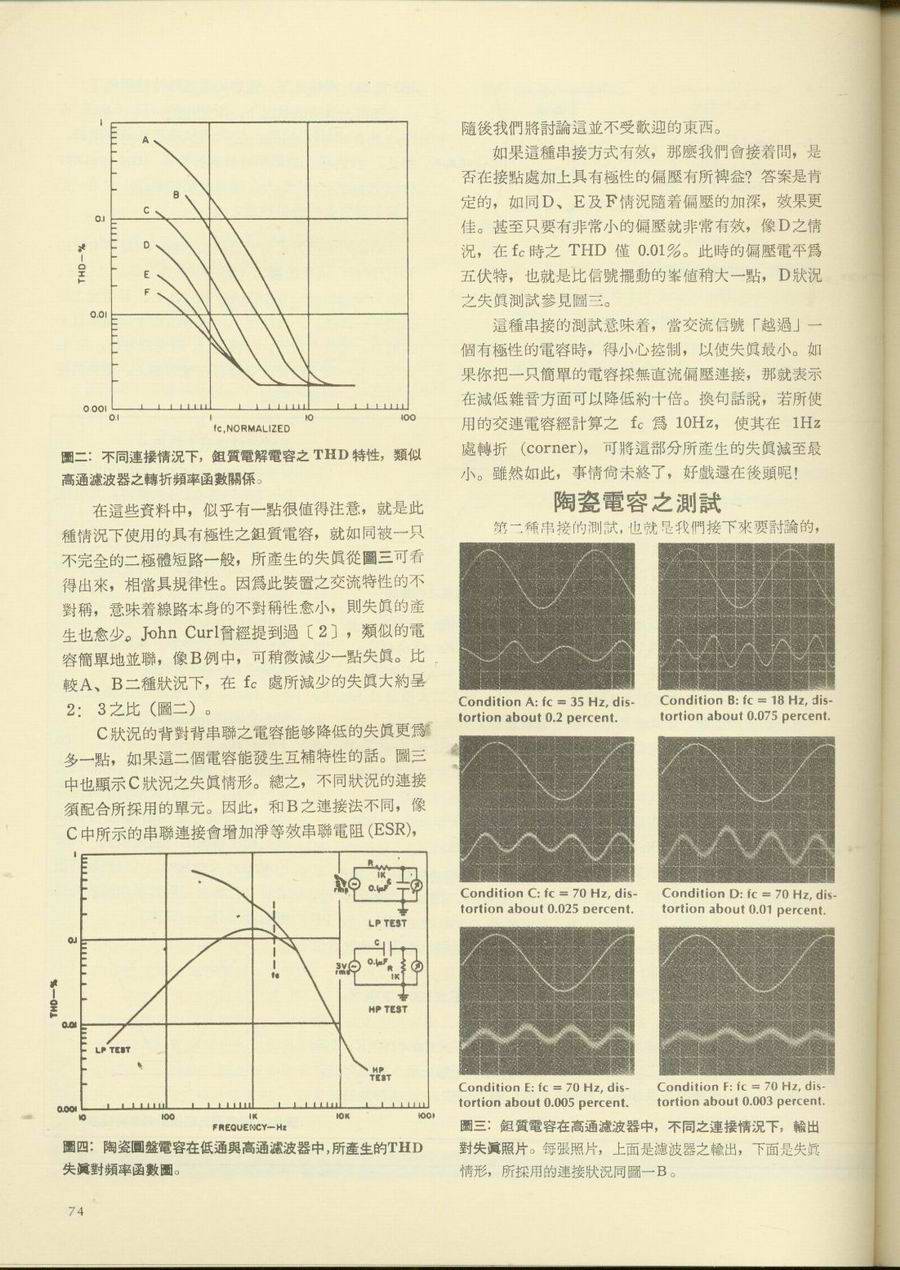 1
0.1
0.01
0.001
THD—%
A
B
C
D
E
F
0.1
1
10
100
fc,NORMALIZED
圖二：不同連接情況下，鉭質電解電容之 THD 特性，類似
高通濾波器之轉折頻率函數關係。
在這些資料中，似乎有一點很值得注意，就是此
種情況下使用的具有極性之鉭質電容，就如同被一只
不完全的二極體短路一般，所產生的失眞從圖三可看
得出來，相當具規律性。因爲此裝置之交流特性的不
對稱，意味着線路本身的不對稱性愈小，則失眞的產
生也愈少。John Curl曾經提到過〔2〕，類似的電
容簡單地並聯，像B例中，可稍微減少一點失眞。比
較A、B二種狀況下，在 fc 處所減少的失眞大約呈
2：3之比（圖二）。
C狀況的背對背串聯之電容能够降低的失眞更爲
多一點，如果這二個電容能發生互補特性的話。圖三
中也顯示C狀況之失眞情形。總之，不同狀況的連接
須配合所採用的單元。因此，和B之連接法不同，像
C中所示的串聯連接會增加淨等效串聯電阻 (ESR)，
1
0.1
0.01
0.001
THD—%
R
1K
0.1μF
C
rms
LP TEST
C
0.1μF
R
1K
3V
rms
HP TEST
fc
LP TEST
HP
TEST
10
100
1K
10K
100K
FREQUENCY—Hz
圖四：陶瓷圓盤電容在低通與高通濾波器中，所產生的THD
失眞對頻率函數圖。
74
隨後我們將討論這並不受歡迎的東西。
如果這種串接方式有效，那麽我們會接着問，是
否在接點處加上具有極性的偏壓有所裨益？答案是肯
定的，如同D、E及F情況隨着偏壓的加深，效果更
佳。甚至只要有非常小的偏壓就非常有效，像D之情
況，在 fc 時之 THD 僅 0.01%。此時的偏壓電平爲
五伏特，也就是比信號擺動的峯值稍大一點，D狀況
之失眞測試參見圖三。
這種串接的測試意味着，當交流信號「越過」一
個有極性的電容時，得小心控制，以使失眞最小。如
果你把一只簡單的電容採無直流偏壓連接，那就表示
在減低雜音方面可以降低約十倍。換句話說，若所使
用的交連電容經計算之 fc 爲 10Hz，使其在 1Hz
處轉折 (corner)，可將這部分所產生的失眞減至最
小。雖然如此，事情尙未終了，好戲還在後頭呢！
陶瓷電容之測試
第二種串接的測試，也就是我們接下來要討論的，
Condition A: fc = 35 Hz, dis-
tortion about 0.2 percent.
Condition B: fc = 18 Hz, dis-
tortion about 0.075 percent.
Condition C: fc = 70 Hz, dis-
tortion about 0.025 percent.
Condition D: fc = 70 Hz, dis-
tortion about 0.01 percent.
Condition E: fc = 70 Hz, dis-
tortion about 0.005 percent.
Condition F: fc = 70 Hz, dis-
tortion about 0.003 percent.
圖三：鉭質電容在高通濾波器中，不同之連接情況下，輸出
對失眞照片。每張照片，上面是濾波器之輸出，下面是失眞
情形，所採用的連接狀況同圖一B。